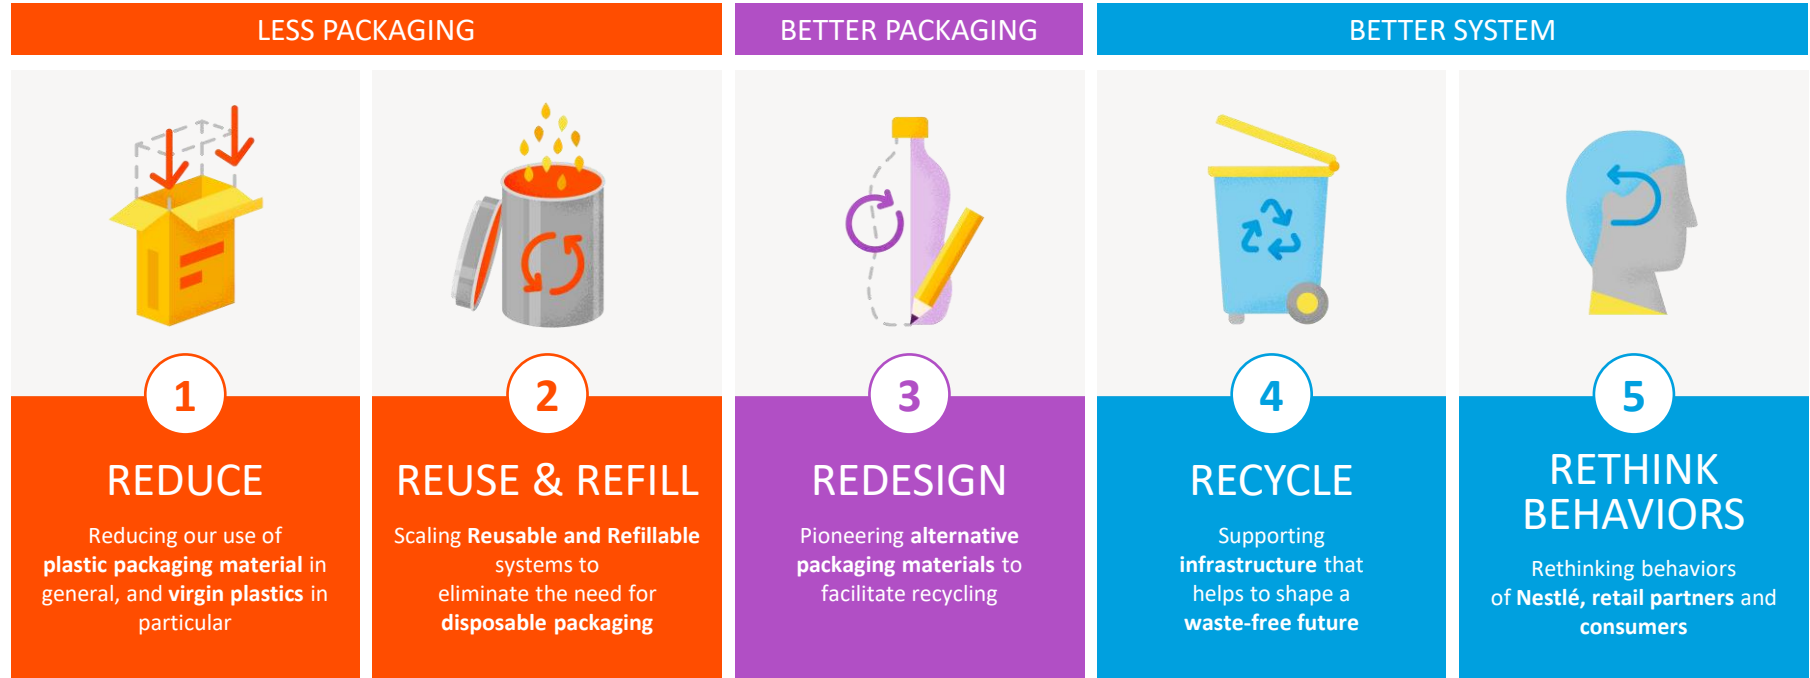 LESS PACKAGING
BETTER PACKAGING
BETTER SYSTEM
1
REDUCE
Reducing our use of
plastic packaging material in
general, and virgin plastics in
particular
2
REUSE & REFILL
Scaling Reusable and Refillable
systems to
eliminate the need for
disposable packaging
3
REDESIGN
Pioneering alternative
packaging materials to
facilitate recycling
4
RECYCLE
Supporting
infrastructure that
helps to shape a
waste-free future
5
RETHINK
BEHAVIORS
Rethinking behaviors
of Nestlé, retail partners and
consumers